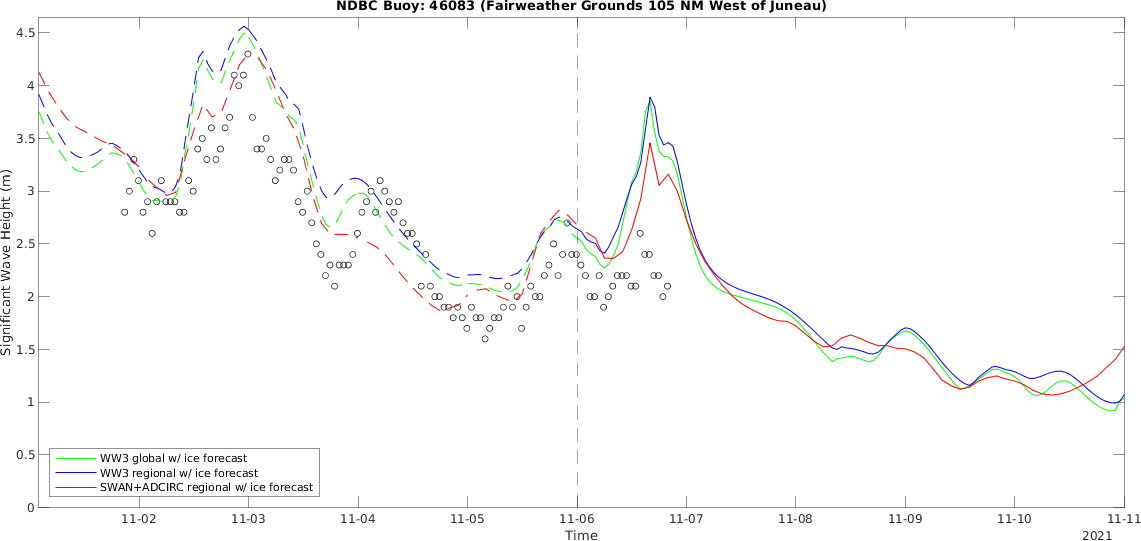 NDBC Buoy: 46083 (Fairweather Grounds 105 NM West of Juneau)
4.5
4
3.5
3
2.5
2
1.5
1
0.5
0
Significant Wave Height (m)
WW3 global w/ ice forecast
WW3 regional w/ ice forecast
SWAN+ADCIRC regional w/ ice forecast
11-02 11-03 11-04 11-05 11-06 11-07 11-08 11-09 11-10 11-11
Time
2021